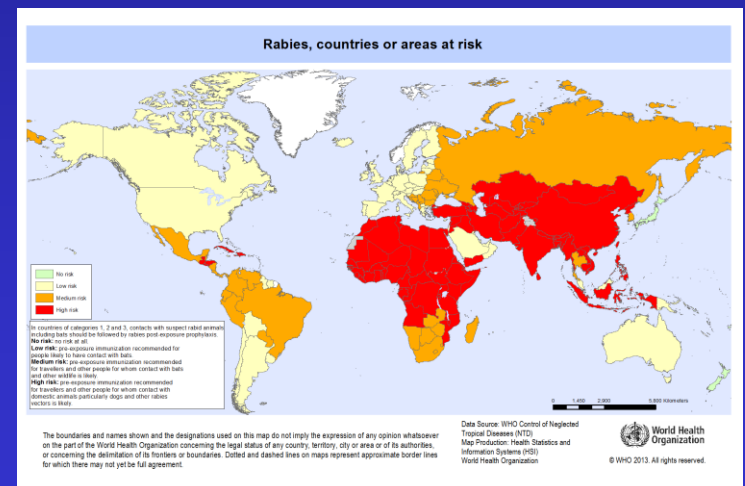 Rabies, countries or areas at risk
No risk
Low risk
Medium risk
High risk
In countries of categories 1, 2 and 3, contacts with suspect rabid animals
including bats should be followed by rabies post-exposure prophylaxis.
No risk: no risk at all.
Low risk: pre-exposure immunization recommended for
people likely to have contact with bats.
Medium risk: pre-exposure immunization recommended
for travellers and other people for whom contact with bats
and other wildlife is likely.
High risk: pre-exposure immunization recommended
for travellers and other people for whom contact with
domestic animals particularly dogs and other rabies
vectors is likely.
0 1,450 2,900 5,800 Kilometers
The boundaries and names shown and the designations used on this map do not imply the expression of any opinion whatsoever
on the part of the World Health Organization concerning the legal status of any country, territory, city or area or of its authorities,
or concerning the delimitation of its frontiers or boundaries. Dotted and dashed lines on maps represent approximate border lines
for which there may not yet be full agreement.
Data Source: WHO Control of Neglected
Tropical Diseases (NTD)
Map Production: Health Statistics and
Information Systems (HSI)
World Health Organization
World Health
Organization
© WHO 2013. All rights reserved.